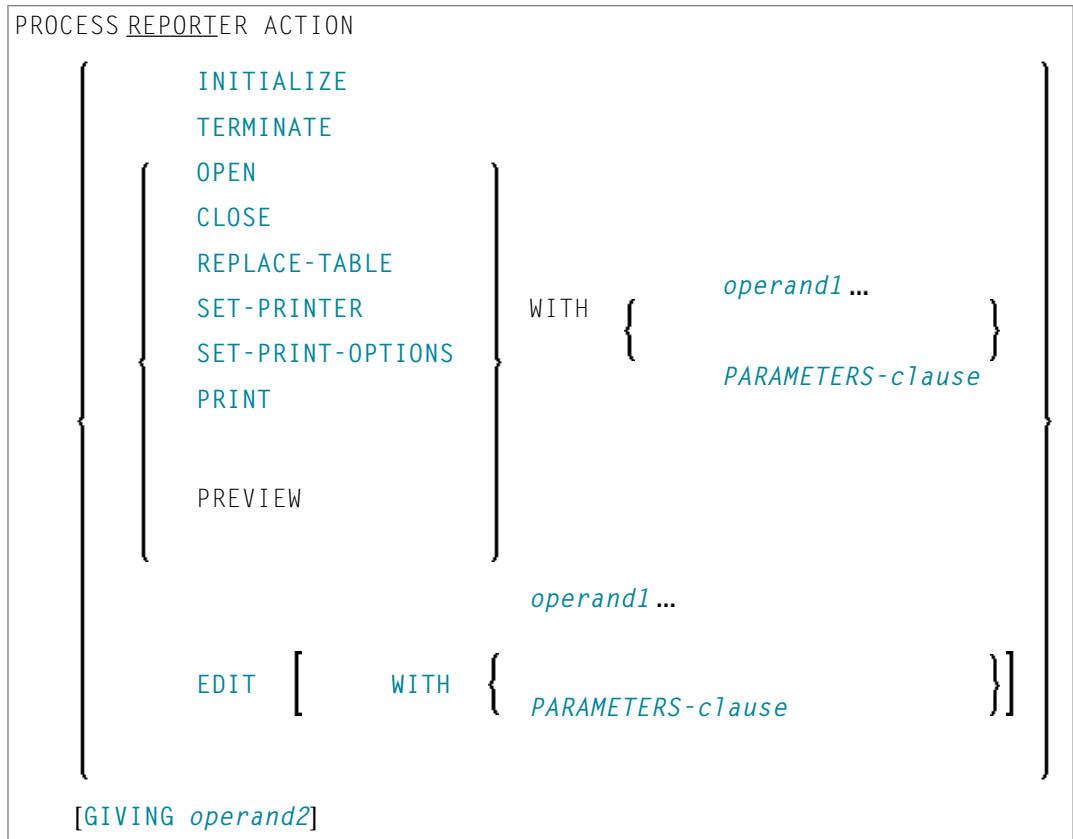 PROCESS REPORTER ACTION
INITIALIZE
TERMINATE
OPEN
CLOSE
REPLACE-TABLE
SET-PRINTER
SET-PRINT-OPTIONS
PRINT
PREVIEW
WITH { operand1 ... }
PARAMETERS-clause
operand1 ...
EDIT [ WITH { }]
PARAMETERS-clause
[GIVING operand2]